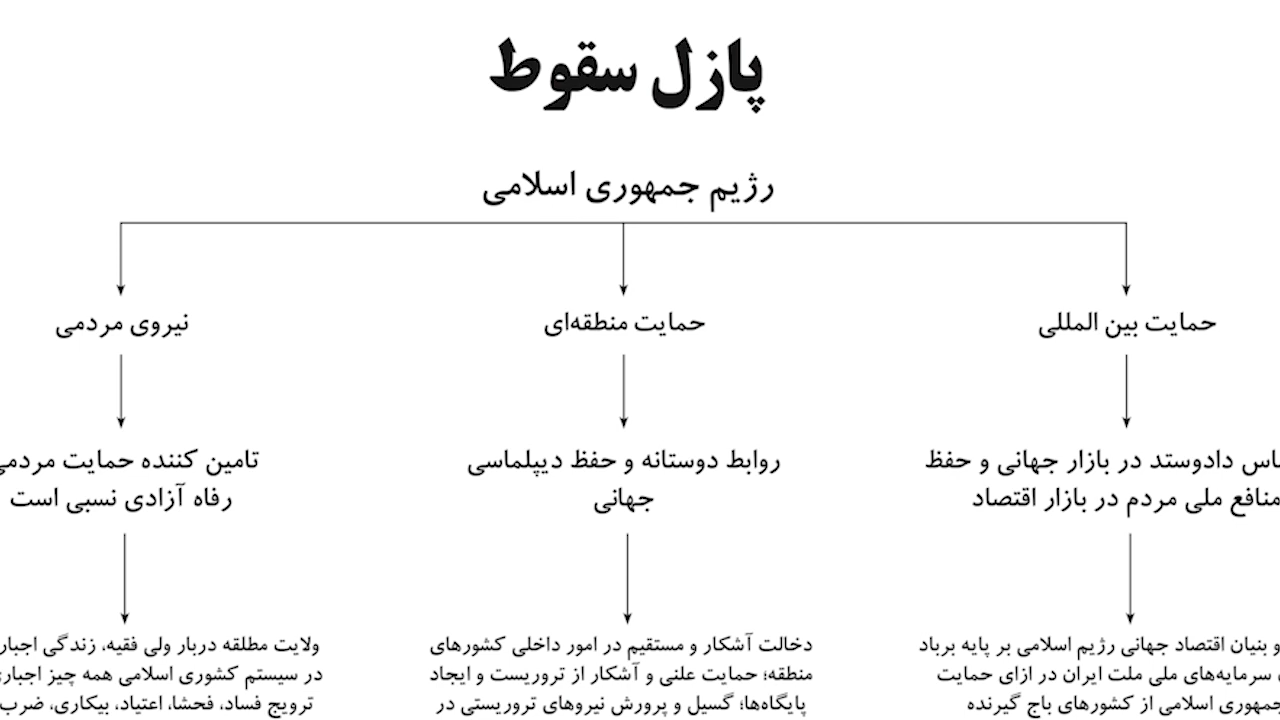 پازل سقوط
رژیم جمهوری اسلامی
حمایت بین المللی
حمایت منطقه‌ای
نیروی مردمی
دادوستد در بازار جهانی و حفظ
منافع ملی مردم در بازار اقتصاد
روابط دوستانه و حفظ دیپلماسی
جهانی
تامین کننده حمایت مردمی
رفاه آزادی نسبی است
و بنیان اقتصاد جهانی رژیم اسلامی بر پایه برباد
سرمایه‌های ملی ملت ایران در ازای حمایت
جمهوری اسلامی از کشورهای باج گیرنده
دخالت آشکار و مستقیم در امور داخلی کشورهای
منطقه؛ حمایت علنی و آشکار از تروریست و ایجاد
پایگاه‌ها؛ گسیل و پرورش نیروهای تروریستی در
ولایت مطلقه دربار ولی فقیه، زندگی
در سیستم کشوری اسلامی همه چیز
ترویج فساد، فحشا، اعتیاد، بیکاری، ضرب